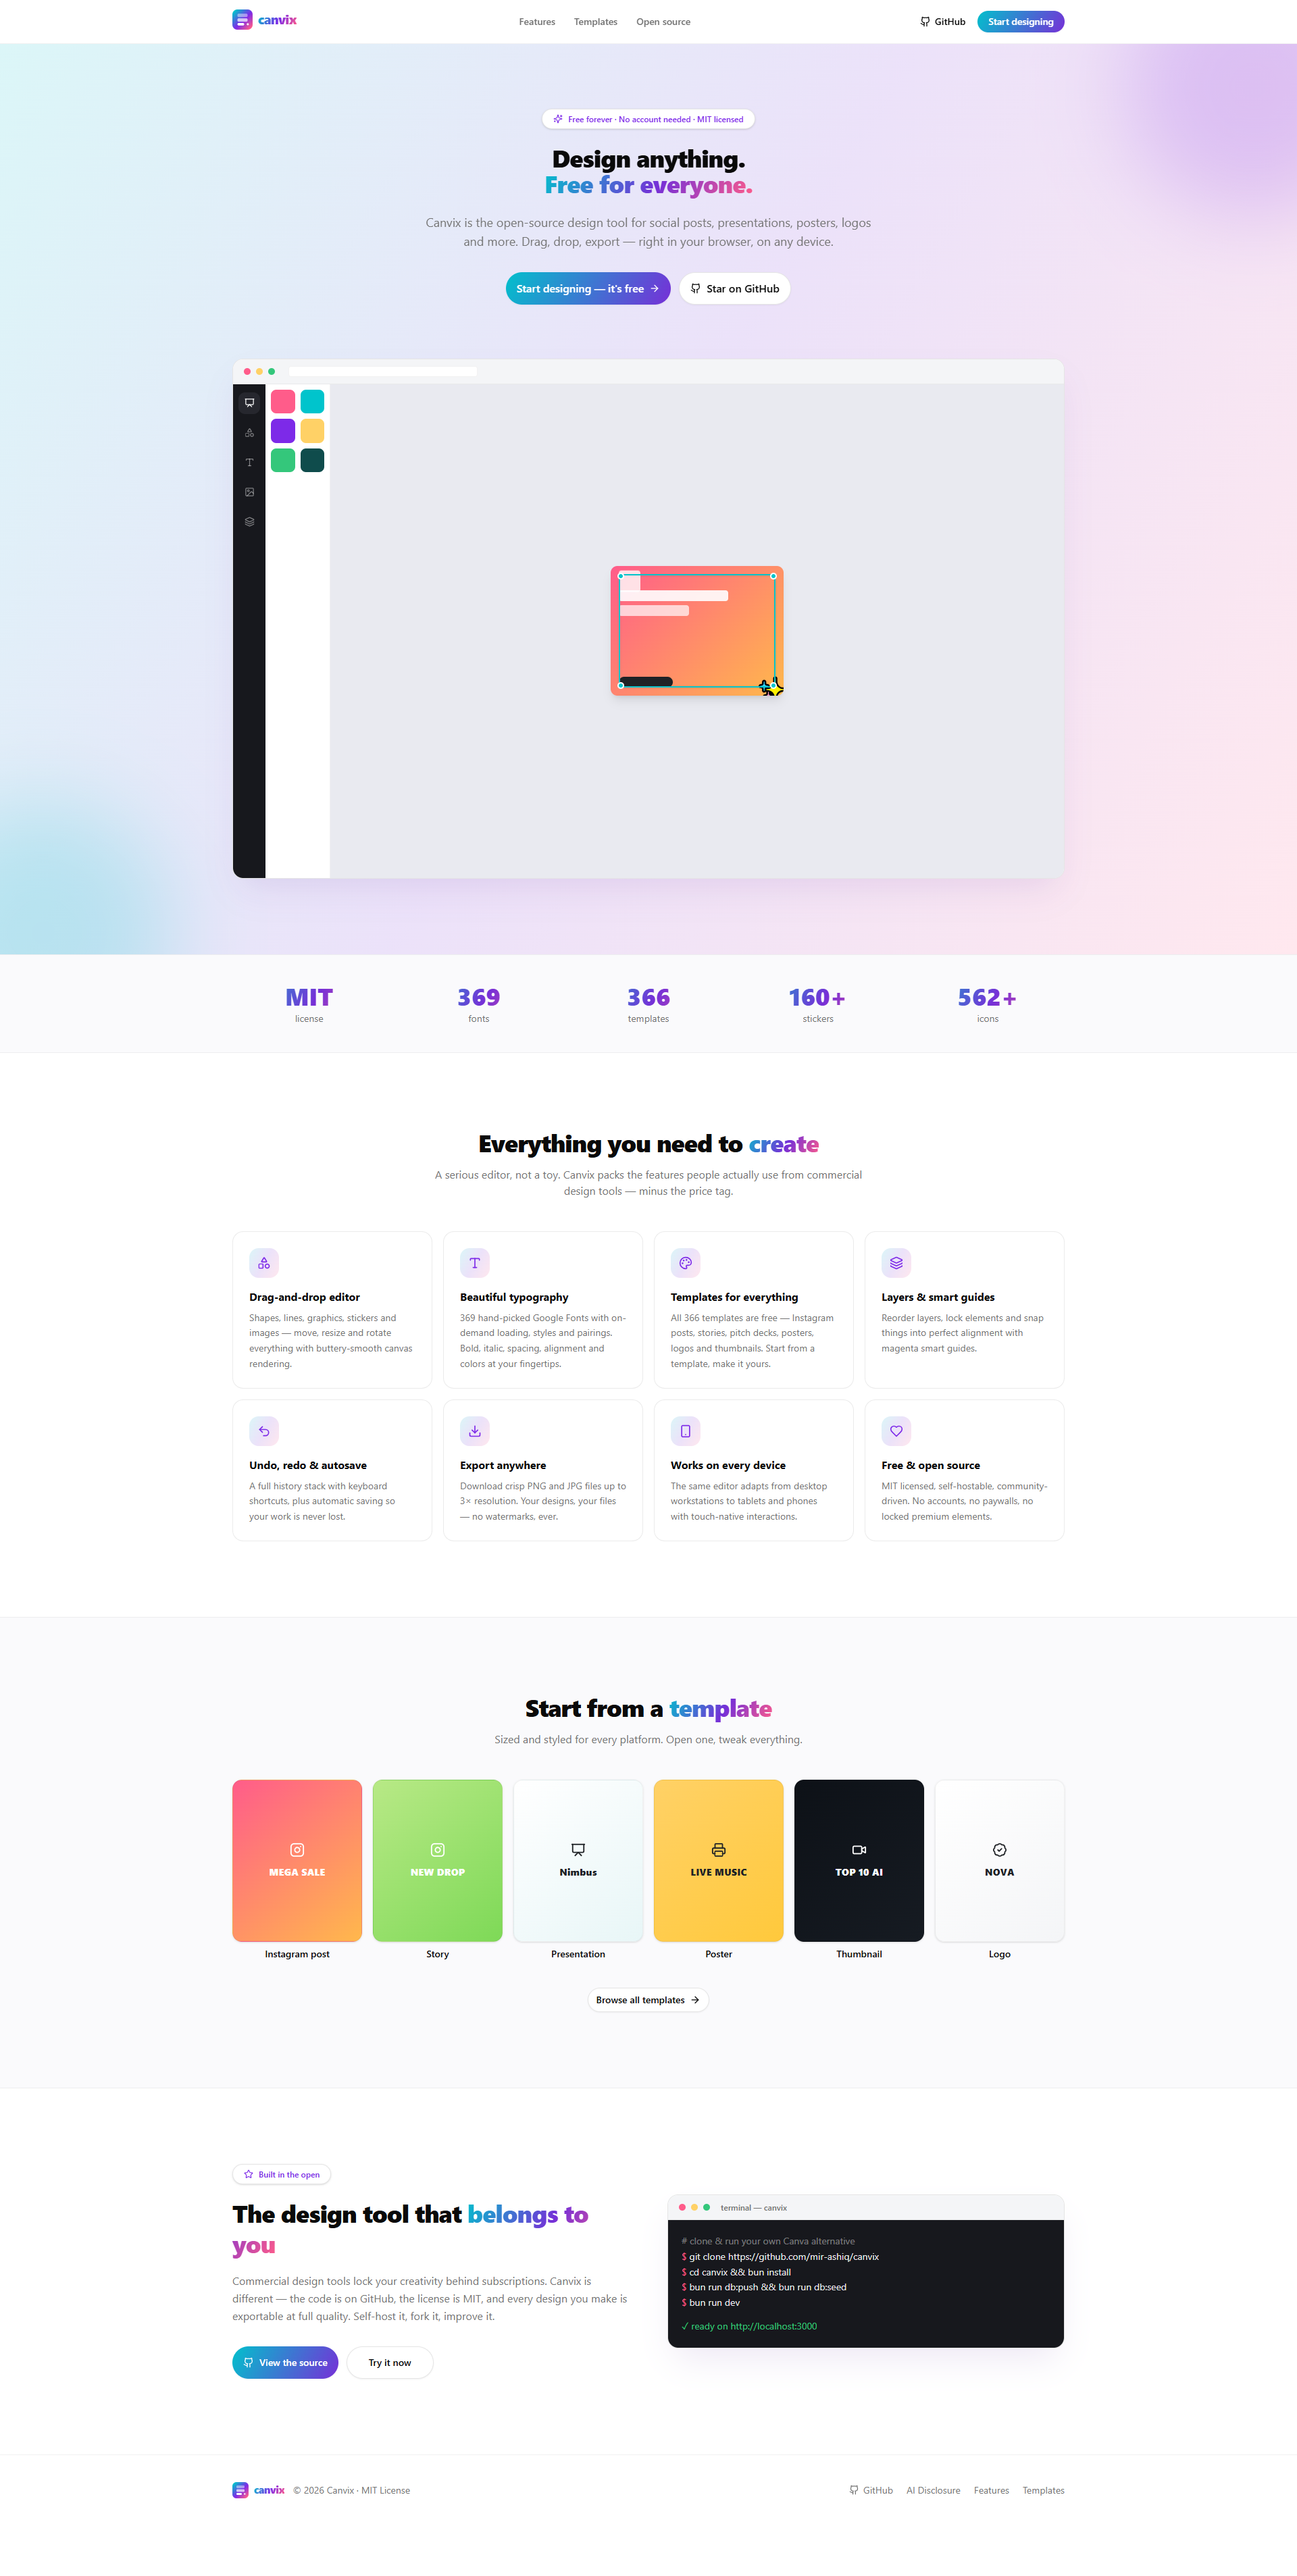 canvix
Features
Templates
Open source
GitHub
Start designing
Free forever · No account needed · MIT licensed
Design anything.
Free for everyone.
Canvix is the open-source design tool for social posts, presentations, posters, logos
and more. Drag, drop, export — right in your browser, on any device.
Start designing — it's free
Star on GitHub
MIT
license
369
fonts
366
templates
160+
stickers
562+
icons
Everything you need to create
A serious editor, not a toy. Canvix packs the features people actually use from commercial
design tools — minus the price tag.
Drag-and-drop editor
Shapes, lines, graphics, stickers and
images — move, resize and rotate
everything with buttery-smooth canvas
rendering.
Beautiful typography
369 hand-picked Google Fonts with on-
demand loading, styles and pairings.
Bold, italic, spacing, alignment and
colors at your fingertips.
Templates for everything
All 366 templates are free — Instagram
posts, stories, pitch decks, posters,
logos and thumbnails. Start from a
template, make it yours.
Layers & smart guides
Reorder layers, lock elements and snap
things into perfect alignment with
magenta smart guides.
Undo, redo & autosave
A full history stack with keyboard
shortcuts, plus automatic saving so
your work is never lost.
Export anywhere
Download crisp PNG and JPG files up to
3× resolution. Your designs, your files
— no watermarks, ever.
Works on every device
The same editor adapts from desktop
workstations to tablets and phones
with touch-native interactions.
Free & open source
MIT licensed, self-hostable, community-
driven. No accounts, no paywalls, no
locked premium elements.
Start from a template
Sized and styled for every platform. Open one, tweak everything.
MEGA SALE
NEW DROP
Nimbus
LIVE MUSIC
TOP 10 AI
NOVA
Instagram post
Story
Presentation
Poster
Thumbnail
Logo
Browse all templates
Built in the open
The design tool that belongs to
you
Commercial design tools lock your creativity behind subscriptions. Canvix is
different — the code is on GitHub, the license is MIT, and every design you make is
exportable at full quality. Self-host it, fork it, improve it.
View the source
Try it now
terminal — canvix
# clone & run your own Canva alternative
$ git clone https://github.com/mir-ashiq/canvix
$ cd canvix && bun install
$ bun run db:push && bun run db:seed
$ bun run dev
✓ ready on http://localhost:3000
canvix
© 2026 Canvix · MIT License
GitHub
AI Disclosure
Features
Templates